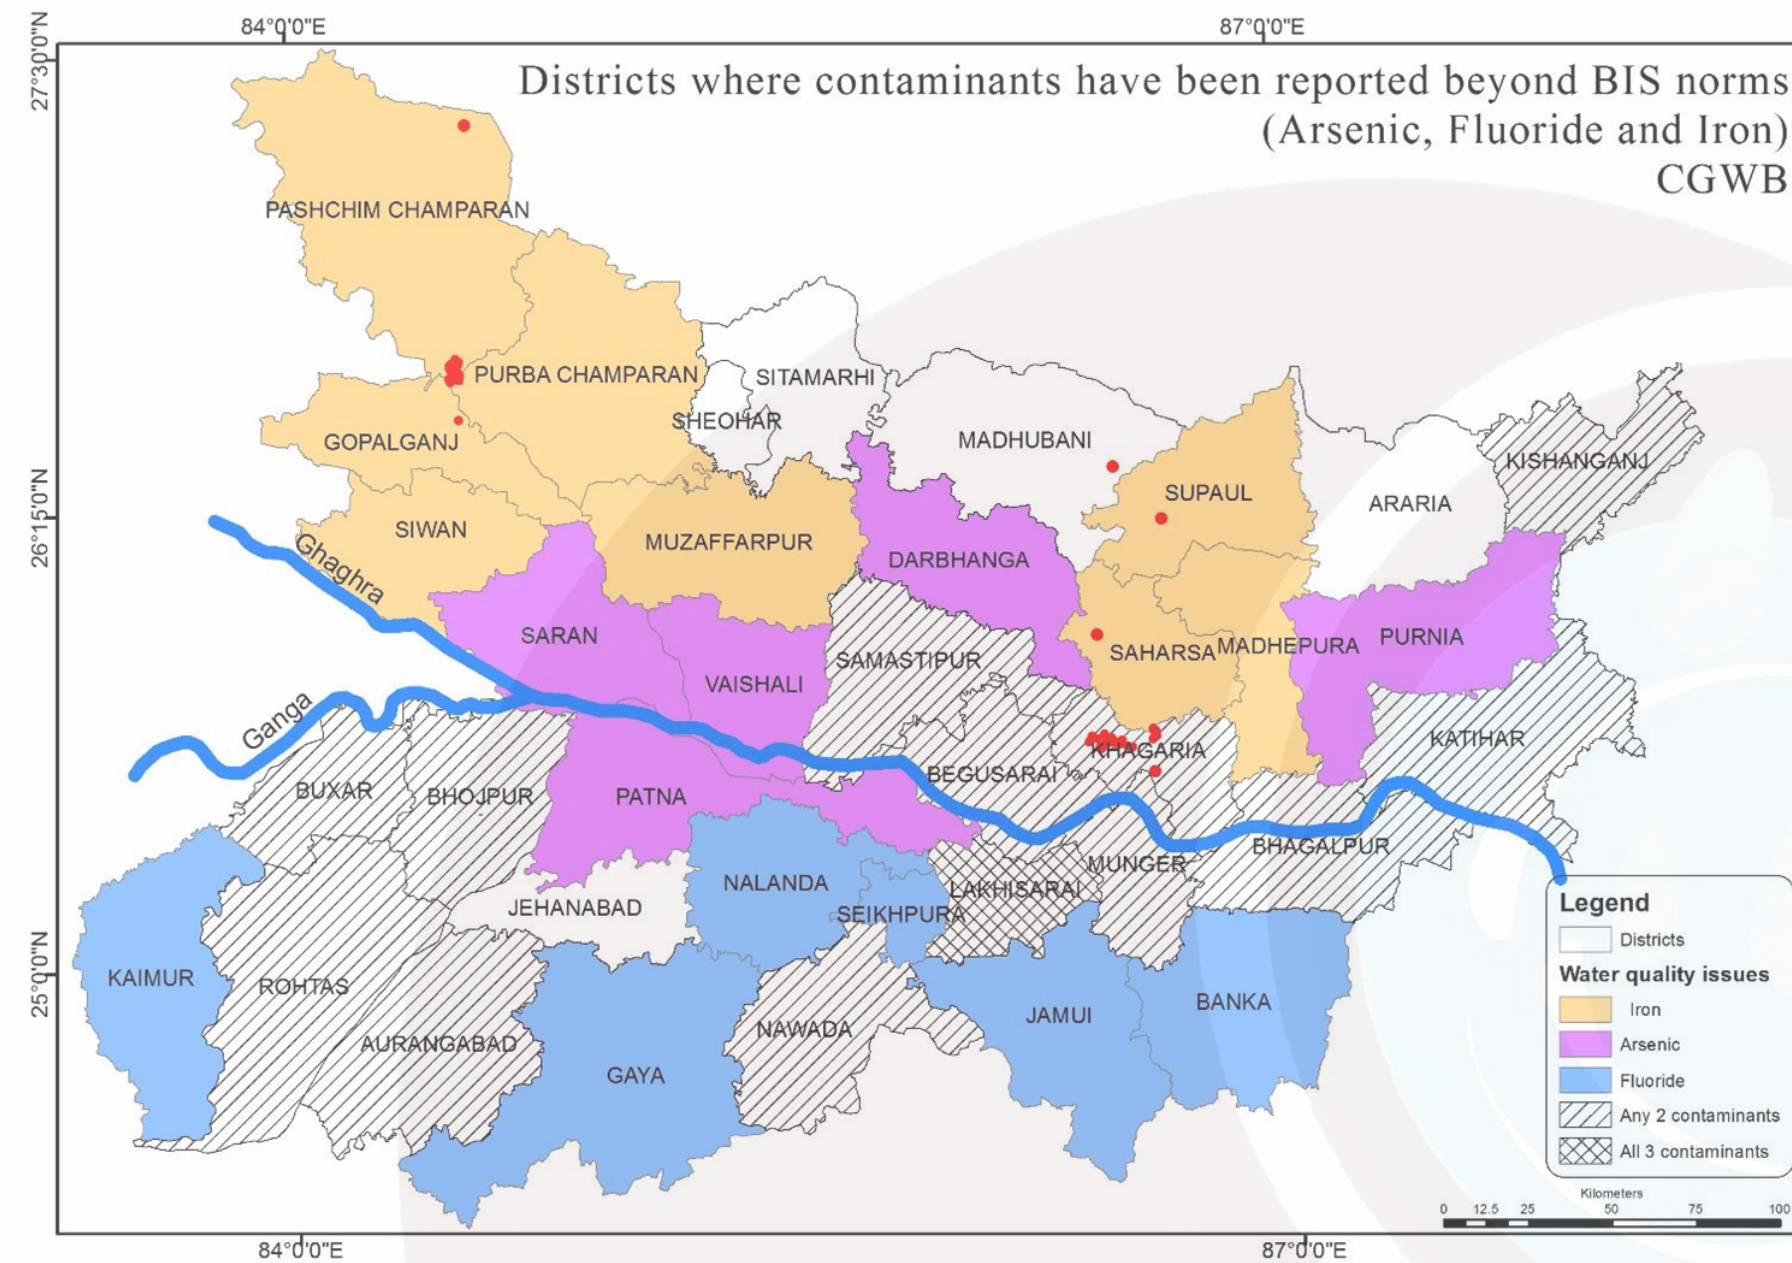 84°0'0"E
87°0'0"E
27°30'0"N
Districts where contaminants have been reported beyond BIS norms
(Arsenic, Fluoride and Iron)
CGWB
PASHCHIM CHAMPARAN
PURBA CHAMPARAN
SITAMARHI
SHEOHAR
GOPALGANJ
MADHUBANI
KISHANGANJ
SUPAUL
ARARIA
26°15'0"N
SIWAN
MUZAFFARPUR
DARBHANGA
Ghaghra
SARAN
PURNIA
MADHEPURA
SAHARSA
SAMASTIPUR
VAISHALI
Ganga
KATIHAR
KHAGARIA
BEGUSARAI
BUXAR
BHOJPUR
PATNA
BHAGALPUR
MUNGER
NALANDA
LAKHISARAI
JEHANABAD
SEIKHPURA
25°0'0"N
KAIMUR
ROHTAS
BANKA
JAMUI
NAWADA
AURANGABAD
GAYA
Legend
Districts
Water quality issues
Iron
Arsenic
Fluoride
Any 2 contaminants
All 3 contaminants
Kilometers
0 12.5 25 50 75 100
84°0'0"E
87°0'0"E